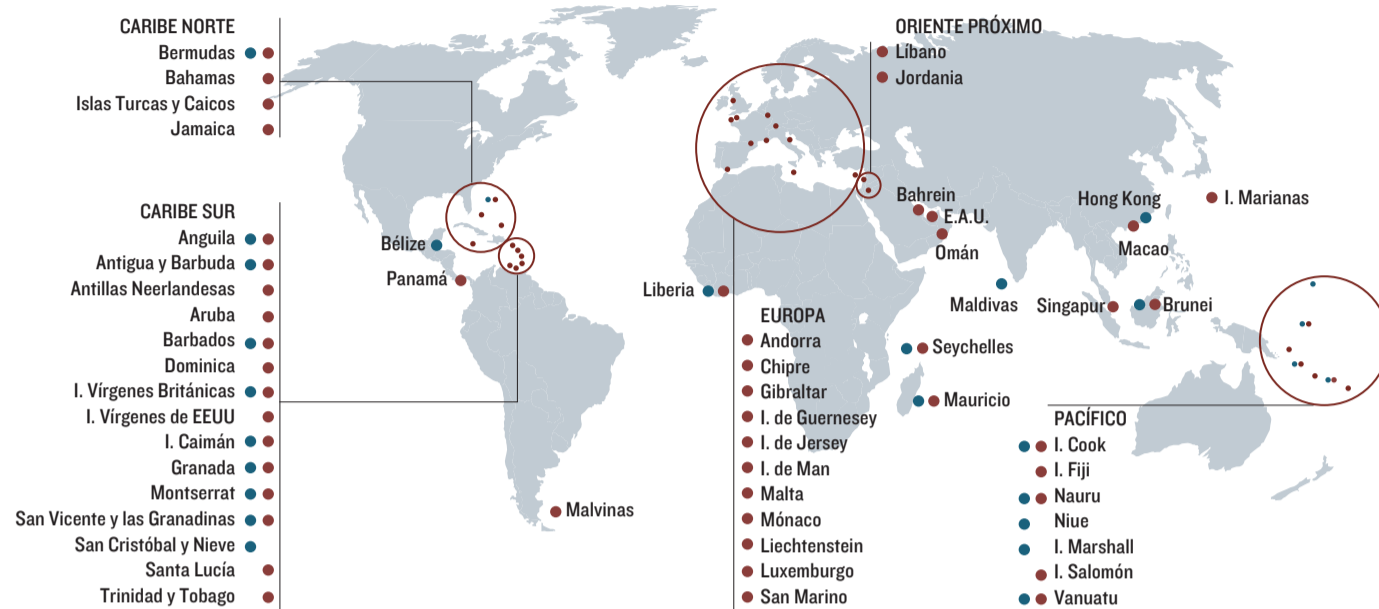 CARIBE NORTE
Bermudas
Bahamas
Islas Turcas y Caicos
Jamaica
CARIBE SUR
Anguila
Antigua y Barbuda
Antillas Neerlandesas
Aruba
Barbados
Dominica
I. Vírgenes Británicas
I. Vírgenes de EEUU
I. Caimán
Granada
Montserrat
San Vicente y las Granadinas
San Cristóbal y Nieve
Santa Lucía
Trinidad y Tobago
Bélize
Panamá
Malvinas
ORIENTE PRÓXIMO
Líbano
Jordania
Liberia
EUROPA
Andorra
Chipre
Gibraltar
I. de Guernesey
I. de Jersey
I. de Man
Malta
Mónaco
Liechtenstein
Luxemburgo
San Marino
Bahrein
E.A.U.
Omán
Maldivas
Seychelles
Mauricio
Hong Kong
Macao
I. Marianas
Singapur
Brunei
PACÍFICO
I. Cook
I. Fiji
Nauru
Niue
I. Marshall
I. Salomón
Vanuatu